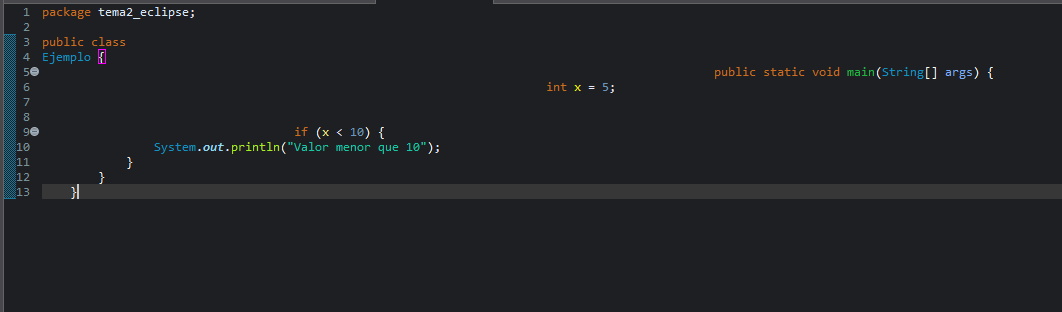 1 package tema2_eclipse;
2
3 public class
4 Ejemplo {
5 public static void main(String[] args) {
6 int x = 5;
7
8
9 if (x < 10) {
10 System.out.println("Valor menor que 10");
11 }
12 }
13 }